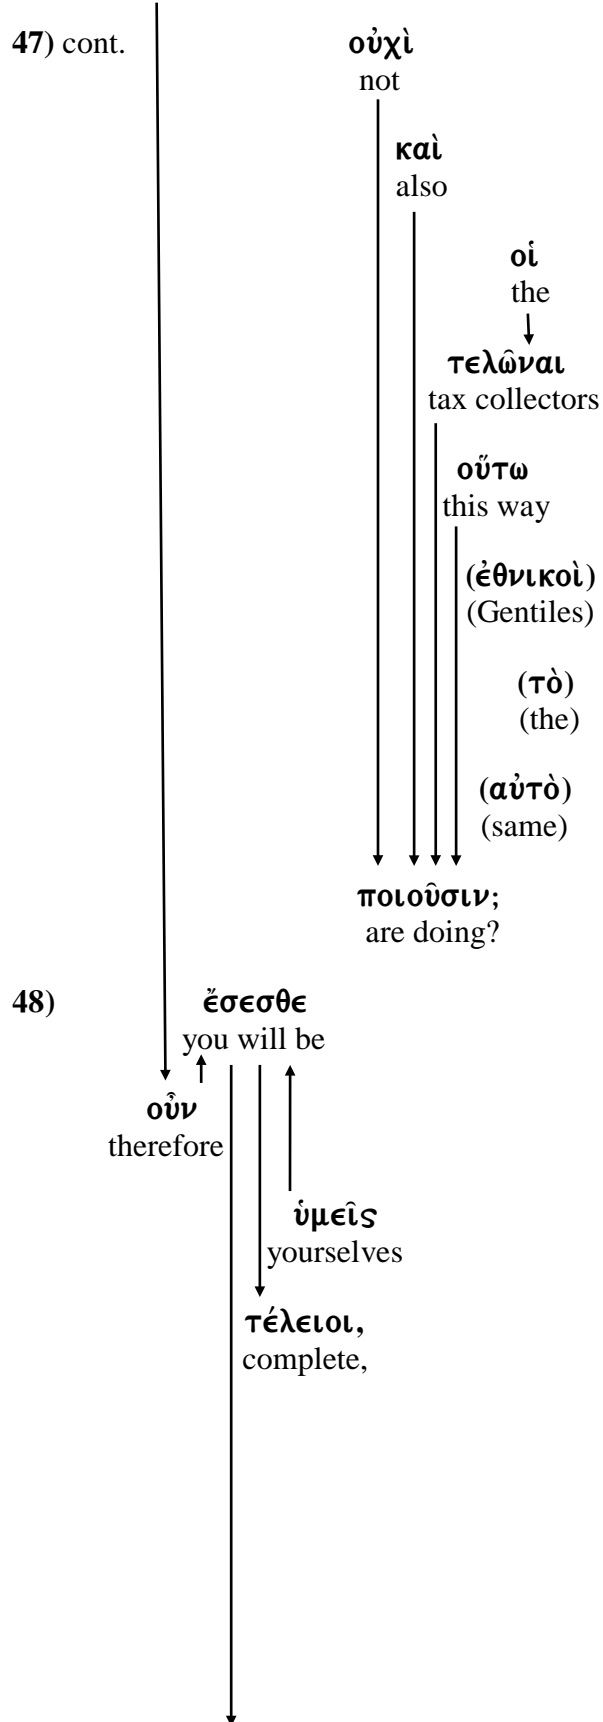 47) cont. οὐχὶ
not
καὶ
also
οἱ
the
τελῶναι
tax collectors
οὕτω
this way
(ἐθνικοὶ)
(Gentiles)
(τὸ)
(the)
(αὐτὸ)
(same)
ποιοῦσιν;
are doing?
48) ἔσεσθε
you will be
οὖν
therefore
ὑμεῖς
yourselves
τέλειοι,
complete,